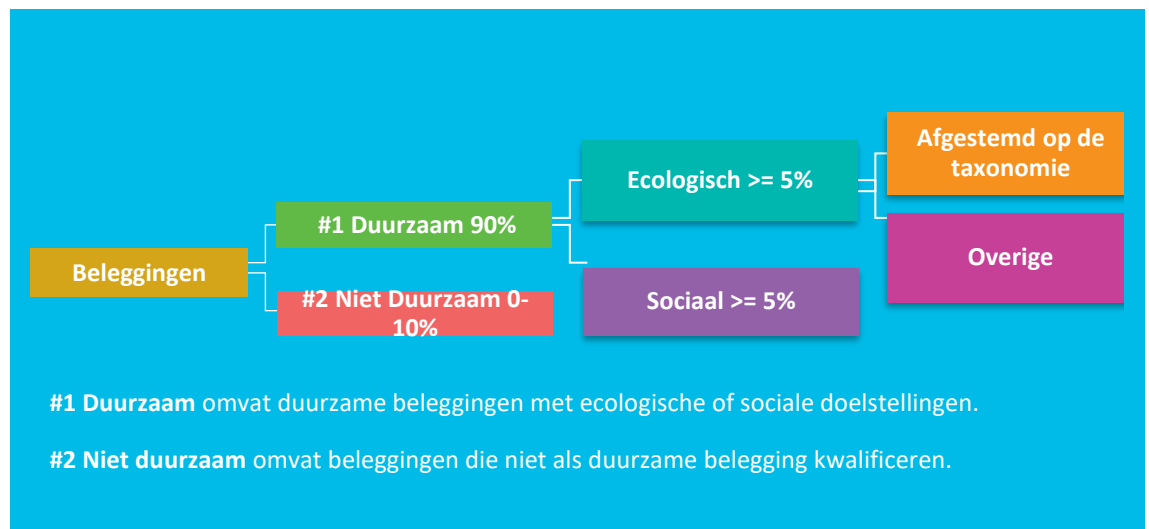 Beleggingen
#1 Duurzaam 90%
#2 Niet Duurzaam 0-
10%
Ecologisch >= 5%
Sociaal >= 5%
Afgestemd op de
taxonomie
Overige
#1 Duurzaam omvat duurzame beleggingen met ecologische of sociale doelstellingen.
#2 Niet duurzaam omvat beleggingen die niet als duurzame belegging kwalificeren.